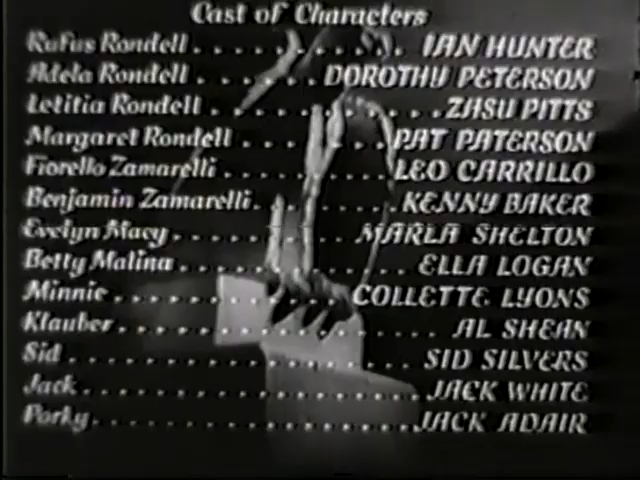 Cast of Characters
Rufus Rondell . . . . . . . . . . . IAN HUNTER
Adela Rondell . . . . . . DOROTHY PETERSON
Letitia Rondell . . . . . . . . . . . ZASU PITTS
Margaret Rondell . . . . . . . PAT PATERSON
Fiorello Zamarelli . . . . . . . . LEO CARRILLO
Benjamin Zamarelli . . . . . . . KENNY BAKER
Evelyn Macy . . . . . . . . . MARLA SHELTON
Betty Malina . . . . . . . . . . . ELLA LOGAN
Minnie . . . . . . . . . . . . COLLETTE LYONS
Klauber . . . . . . . . . . . . . . . . AL SHEAN
Sid . . . . . . . . . . . . . . . . . SID SILVERS
Jack . . . . . . . . . . . . . . . . . JACK WHITE
Porky . . . . . . . . . . . . . . . . JACK ADAIR